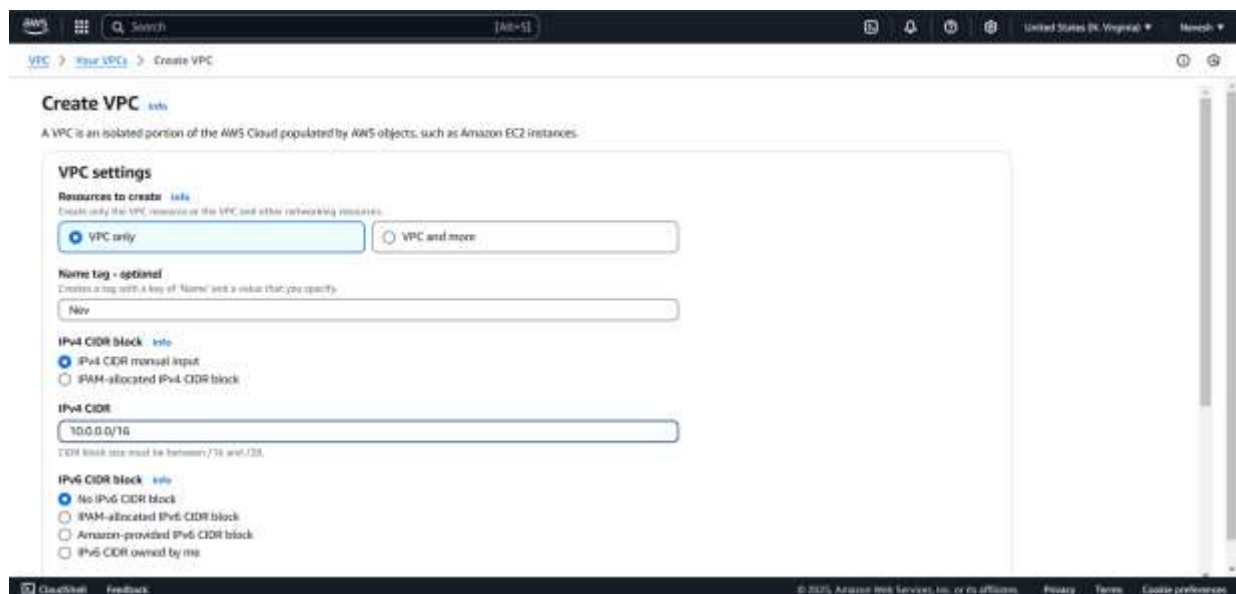 aws
Search [Alt+S] United States (N. Virginia)
VPC > Your VPCs > Create VPC
Create VPC Info
A VPC is an isolated portion of the AWS Cloud populated by AWS objects, such as Amazon EC2 instances.
VPC settings
Resources to create Info
Create only the VPC resource or the VPC and other networking resources.
VPC only VPC and more
Name tag - optional
Creates a tag with a key of 'Name' and a value that you specify.
Nev
IPv4 CIDR block Info
IPv4 CIDR manual input
IPAM-allocated IPv4 CIDR block
IPv4 CIDR
10.0.0.0/16
CIDR block size must be between /16 and /28.
IPv6 CIDR block Info
No IPv6 CIDR block
IPAM-allocated IPv6 CIDR block
Amazon-provided IPv6 CIDR block
IPv6 CIDR owned by me
CloudShell Feedback © 2025, Amazon Web Services, Inc. or its affiliates. Privacy Terms Cookie preferences